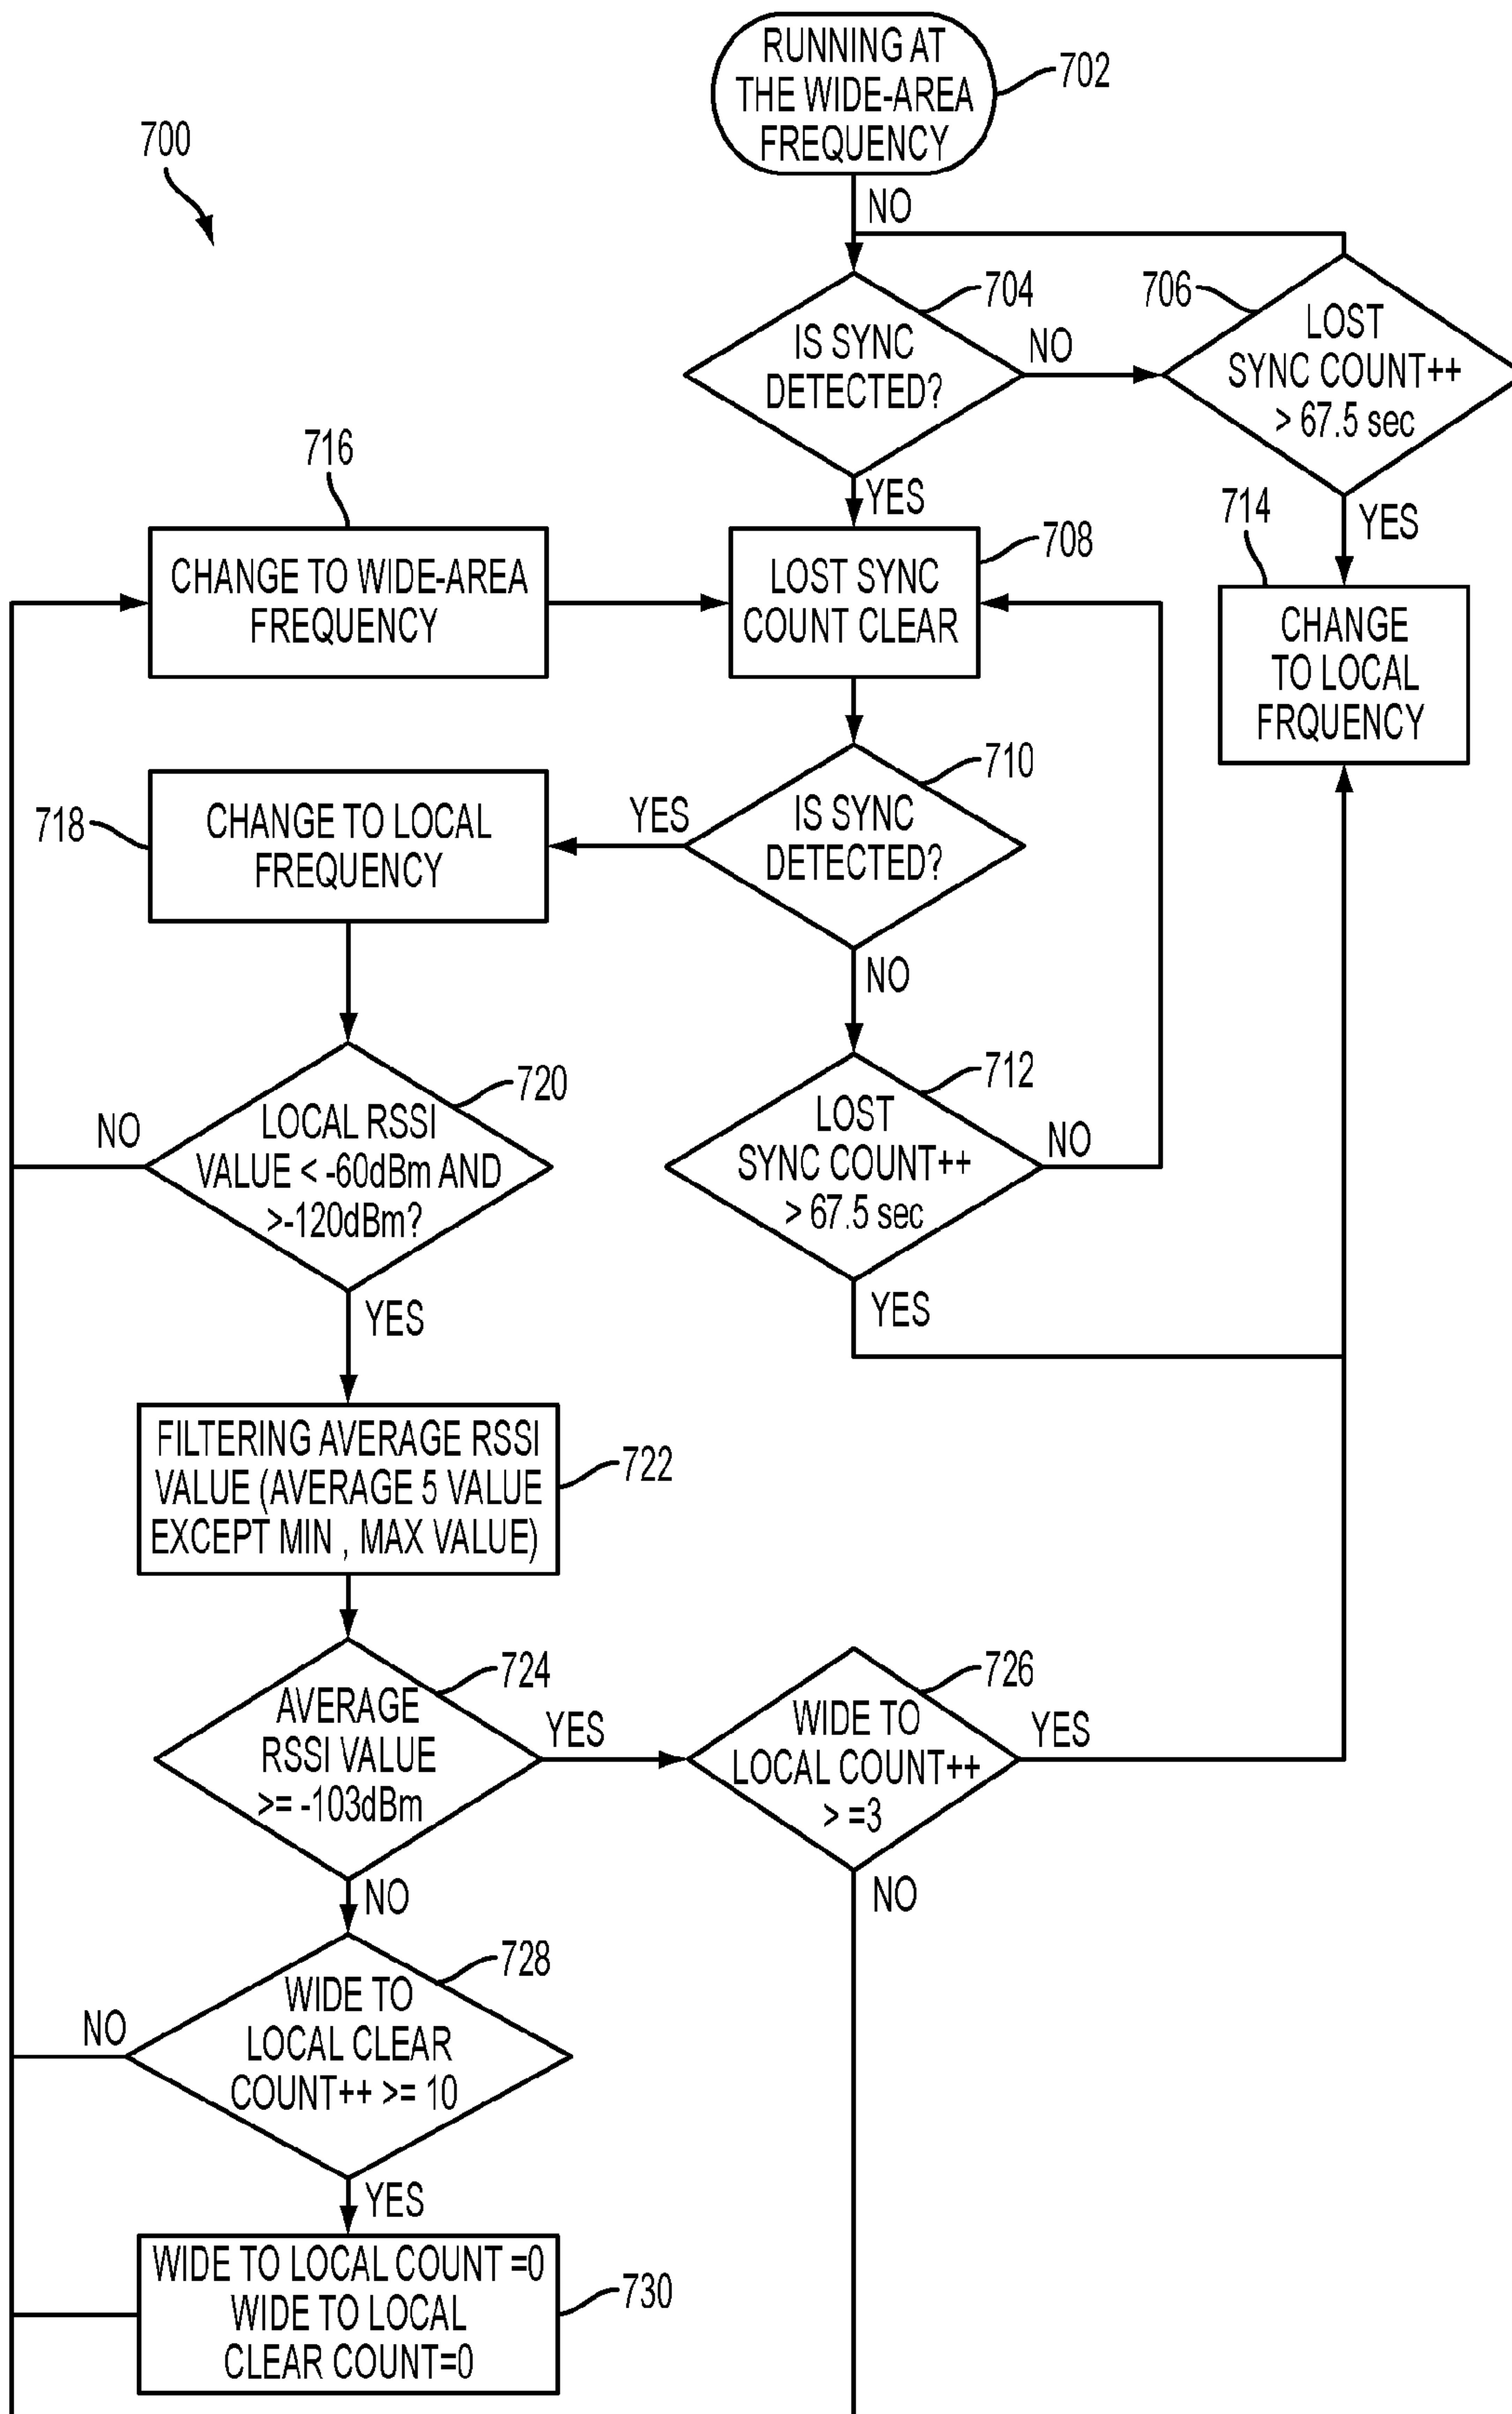 RUNNING AT
THE WIDE-AREA
FREQUENCY
702
700
NO
704
706
IS SYNC
DETECTED?
NO
LOST
SYNC COUNT++
> 67.5 sec
YES
YES
716
708
714
CHANGE TO WIDE-AREA
FREQUENCY
LOST SYNC
COUNT CLEAR
CHANGE
TO LOCAL
FRQUENCY
710
718
CHANGE TO LOCAL
FREQUENCY
YES
IS SYNC
DETECTED?
NO
720
712
NO
LOCAL RSSI
VALUE < -60dBm AND
>-120dBm?
LOST
SYNC COUNT++
> 67.5 sec
NO
YES
YES
FILTERING AVERAGE RSSI
VALUE (AVERAGE 5 VALUE
EXCEPT MIN , MAX VALUE)
722
724
726
AVERAGE
RSSI VALUE
>= -103dBm
YES
WIDE TO
LOCAL COUNT++
> =3
YES
NO
NO
728
NO
WIDE TO
LOCAL CLEAR
COUNT++ >= 10
YES
WIDE TO LOCAL COUNT =0
WIDE TO LOCAL
CLEAR COUNT=0
730